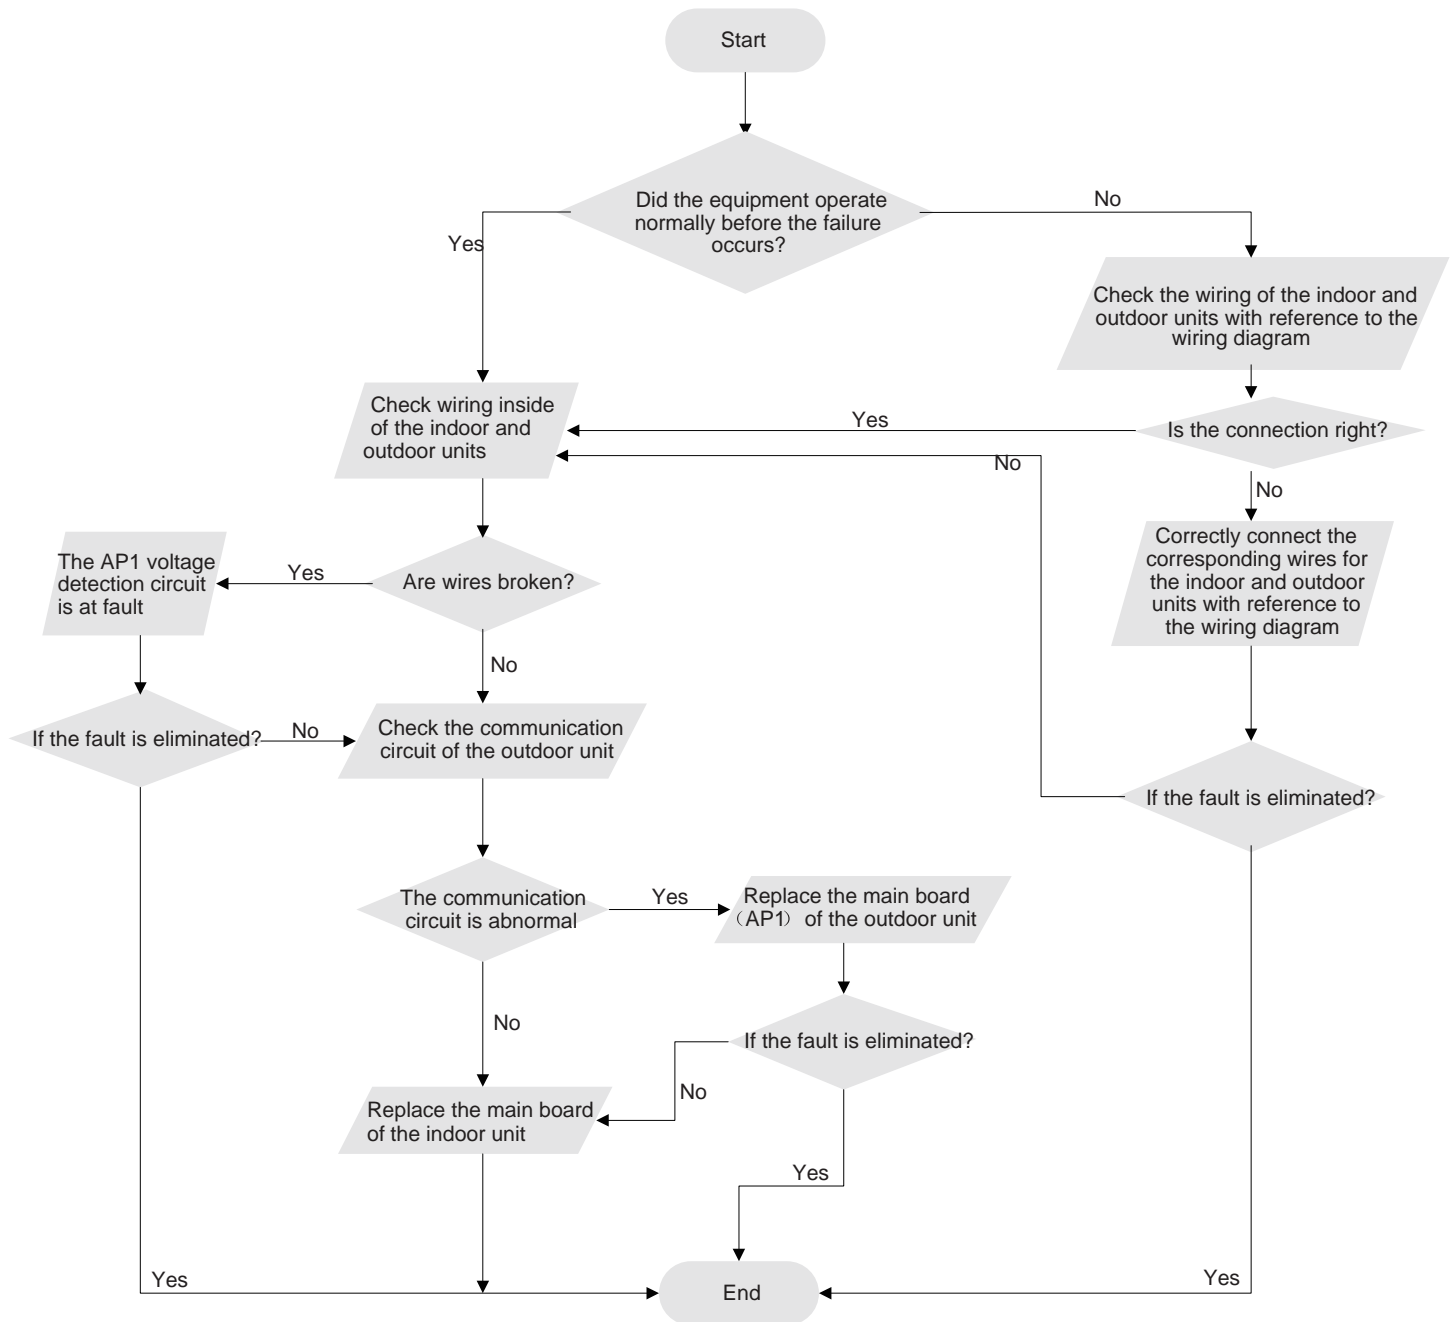 Start
Did the equipment operate
normally before the failure
occurs?
No
Yes
Check the wiring of the indoor and
outdoor units with reference to the
wiring diagram
Check wiring inside
of the indoor and
outdoor units
Yes
Is the connection right?
No
No
Correctly connect the
corresponding wires for
the indoor and outdoor
units with reference to
the wiring diagram
The AP1 voltage
detection circuit
is at fault
Yes
Are wires broken?
No
If the fault is eliminated?
No
Check the communication
circuit of the outdoor unit
If the fault is eliminated?
The communication
circuit is abnormal
Yes
Replace the main board
（AP1） of the outdoor unit
No
If the fault is eliminated?
No
Replace the main board
of the indoor unit
Yes
Yes
End
Yes